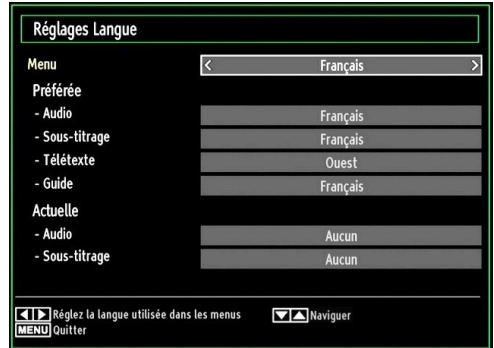 Réglages Langue
Menu < Français >
Préférée
- Audio Français
- Sous-titrage Français
- Télétexte Ouest
- Guide Français
Actuelle
- Audio Aucun
- Sous-titrage Aucun
Réglez la langue utilisée dans les menus Naviguer
MENU Quitter